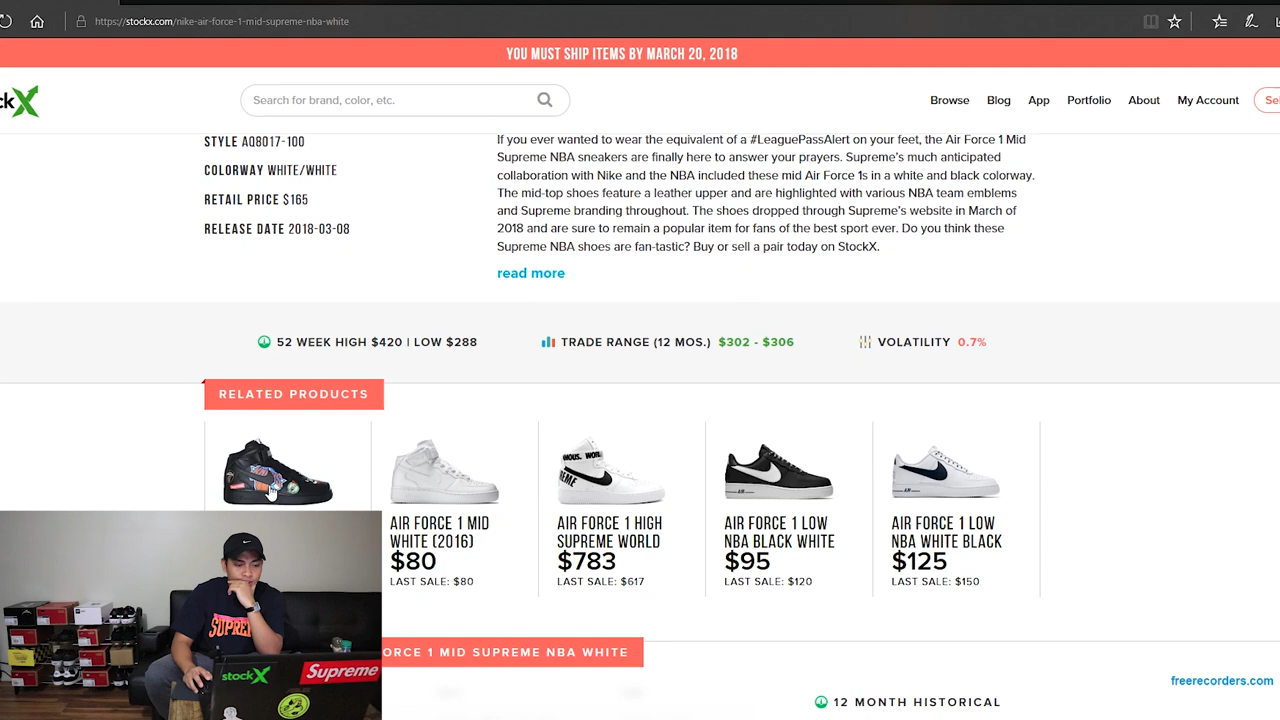 https://stockx.com/nike-air-force-1-mid-supreme-nba-white
YOU MUST SHIP ITEMS BY MARCH 20, 2018
ckX
Search for brand, color, etc.
Browse Blog App Portfolio About My Account Sel
STYLE AQ8017-100
COLORWAY WHITE/WHITE
RETAIL PRICE $165
RELEASE DATE 2018-03-08
If you ever wanted to wear the equivalent of a #LeaguePassAlert on your feet, the Air Force 1 Mid
Supreme NBA sneakers are finally here to answer your prayers. Supreme's much anticipated
collaboration with Nike and the NBA included these mid Air Force 1s in a white and black colorway.
The mid-top shoes feature a leather upper and are highlighted with various NBA team emblems
and Supreme branding throughout. The shoes dropped through Supreme's website in March of
2018 and are sure to remain a popular item for fans of the best sport ever. Do you think these
Supreme NBA shoes are fan-tastic? Buy or sell a pair today on StockX.
read more
52 WEEK HIGH $420 | LOW $288
TRADE RANGE (12 MOS.) $302 - $306
VOLATILITY 0.7%
RELATED PRODUCTS
AIR FORCE 1 MID
WHITE (2016)
$80
LAST SALE: $80
AIR FORCE 1 HIGH
SUPREME WORLD
$783
LAST SALE: $617
AIR FORCE 1 LOW
NBA BLACK WHITE
$95
LAST SALE: $120
AIR FORCE 1 LOW
NBA WHITE BLACK
$125
LAST SALE: $150
ORCE 1 MID SUPREME NBA WHITE
12 MONTH HISTORICAL
freerecorders.com
SUPREME
stockX
Supreme